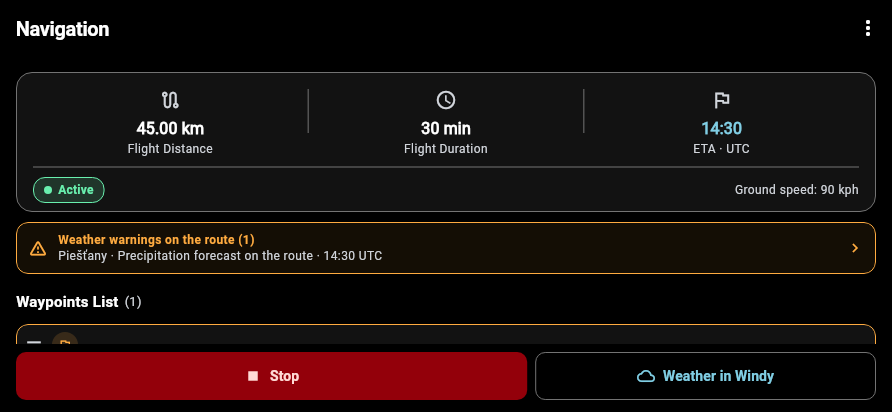 Navigation
45.00 km
Flight Distance
30 min
Flight Duration
14:30
ETA · UTC
Active
Ground speed: 90 kph
Weather warnings on the route (1)
Piešťany · Precipitation forecast on the route · 14:30 UTC
Waypoints List (1)
Stop
Weather in Windy